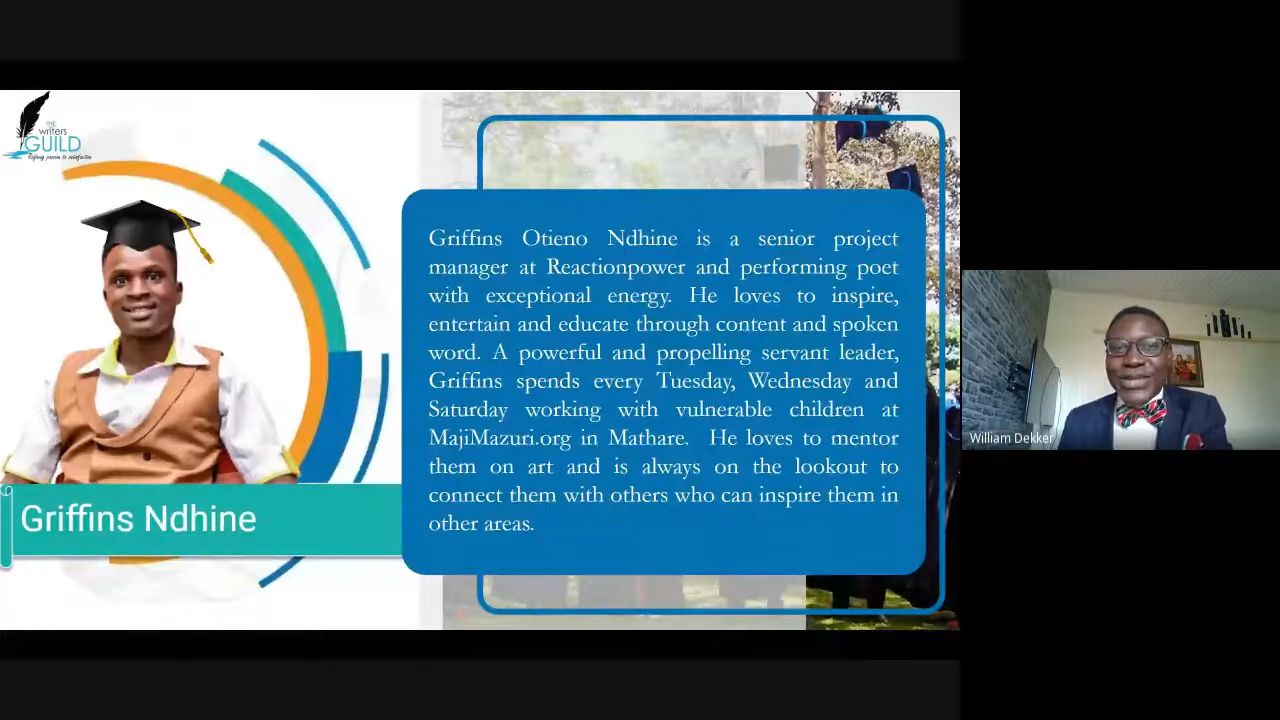 THE
writers
GUILD
Refining passion to satisfaction
Griffins Otieno Ndhine is a senior project
manager at Reactionpower and performing poet
with exceptional energy. He loves to inspire,
entertain and educate through content and spoken
word. A powerful and propelling servant leader,
Griffins spends every Tuesday, Wednesday and
Saturday working with vulnerable children at
MajiMazuri.org in Mathare. He loves to mentor
them on art and is always on the lookout to
connect them with others who can inspire them in
other areas.
Griffins Ndhine
William Dekker